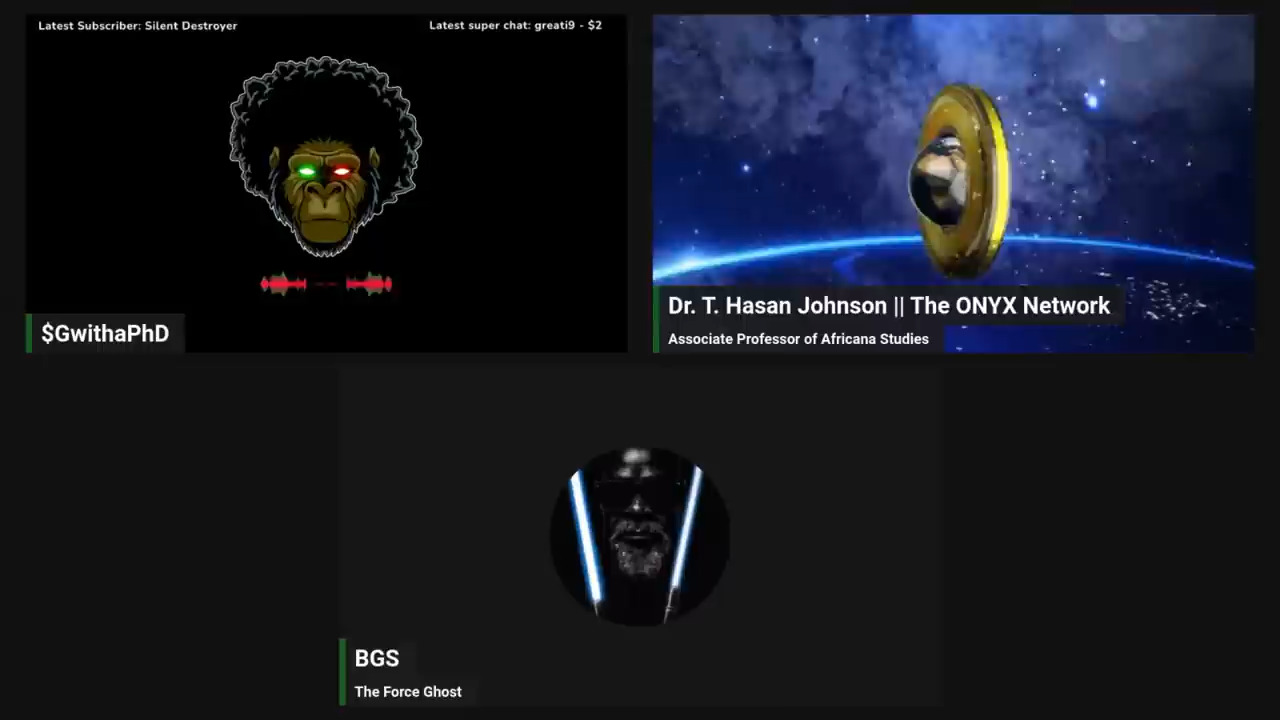 Latest Subscriber: Silent Destroyer
Latest super chat: greati9 - $2
$GwithaPhD
Dr. T. Hasan Johnson || The ONYX Network
Associate Professor of Africana Studies
BGS
The Force Ghost